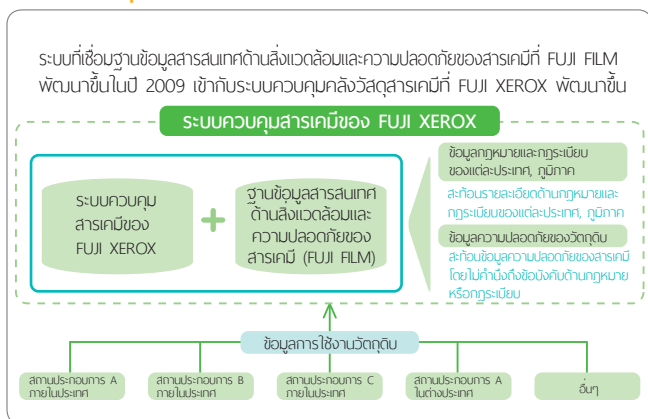 ระบบที่เชื่อมฐานข้อมูลสารสนเทศด้านสิ่งแวดล้อมและความปลอดภัยของสารเคมีที่ FUJI FILM
พัฒนาขึ้นในปี 2009 เข้ากับระบบควบคุมคลังวัสดุสารเคมีที่ FUJI XEROX พัฒนาขึ้น
ระบบควบคุมสารเคมีของ FUJI XEROX
ระบบควบคุม
สารเคมีของ
FUJI XEROX
+
ฐานข้อมูลสารสนเทศ
ด้านสิ่งแวดล้อมและ
ความปลอดภัยของ
สารเคมี (FUJI FILM)
ข้อมูลกฎหมายและกฎระเบียบ
ของแต่ละประเทศ, ภูมิภาค
สะท้อนรายละเอียดด้านกฎหมายและ
กฎระเบียบของแต่ละประเทศ, ภูมิภาค
ข้อมูลความปลอดภัยของวัตถุดิบ
สะท้อนข้อมูลความปลอดภัยของสารเคมี
โดยไม่คำนึงถึงข้อบังคับด้านกฎหมาย
หรือกฎระเบียบ
ข้อมูลการใช้งานวัตถุดิบ
สถานประกอบการ A
ภายในประเทศ
สถานประกอบการ B
ภายในประเทศ
สถานประกอบการ C
ภายในประเทศ
สถานประกอบการ A
ในต่างประเทศ
อื่นๆ